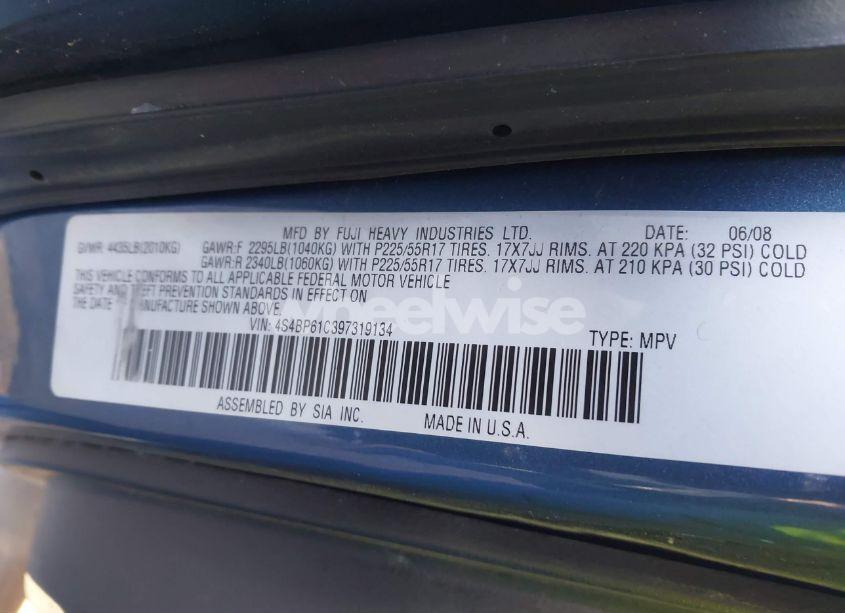 MFD BY FUJI HEAVY INDUSTRIES LTD. DATE: 06/08
GVWR: 4435LB(2010KG) GAWR:F 2295LB(1040KG) WITH P225/55R17 TIRES. 17X7JJ RIMS. AT 220 KPA (32 PSI) COLD
GAWR:R 2340LB(1060KG) WITH P225/55R17 TIRES. 17X7JJ RIMS. AT 210 KPA (30 PSI) COLD
THIS VEHICLE CONFORMS TO ALL APPLICABLE FEDERAL MOTOR VEHICLE
SAFETY AND THEFT PREVENTION STANDARDS IN EFFECT ON
THE DATE MANUFACTURE SHOWN ABOVE.
wheelwise
VIN: 4S4BP61C397319134 TYPE: MPV
ASSEMBLED BY SIA INC. MADE IN U.S.A.